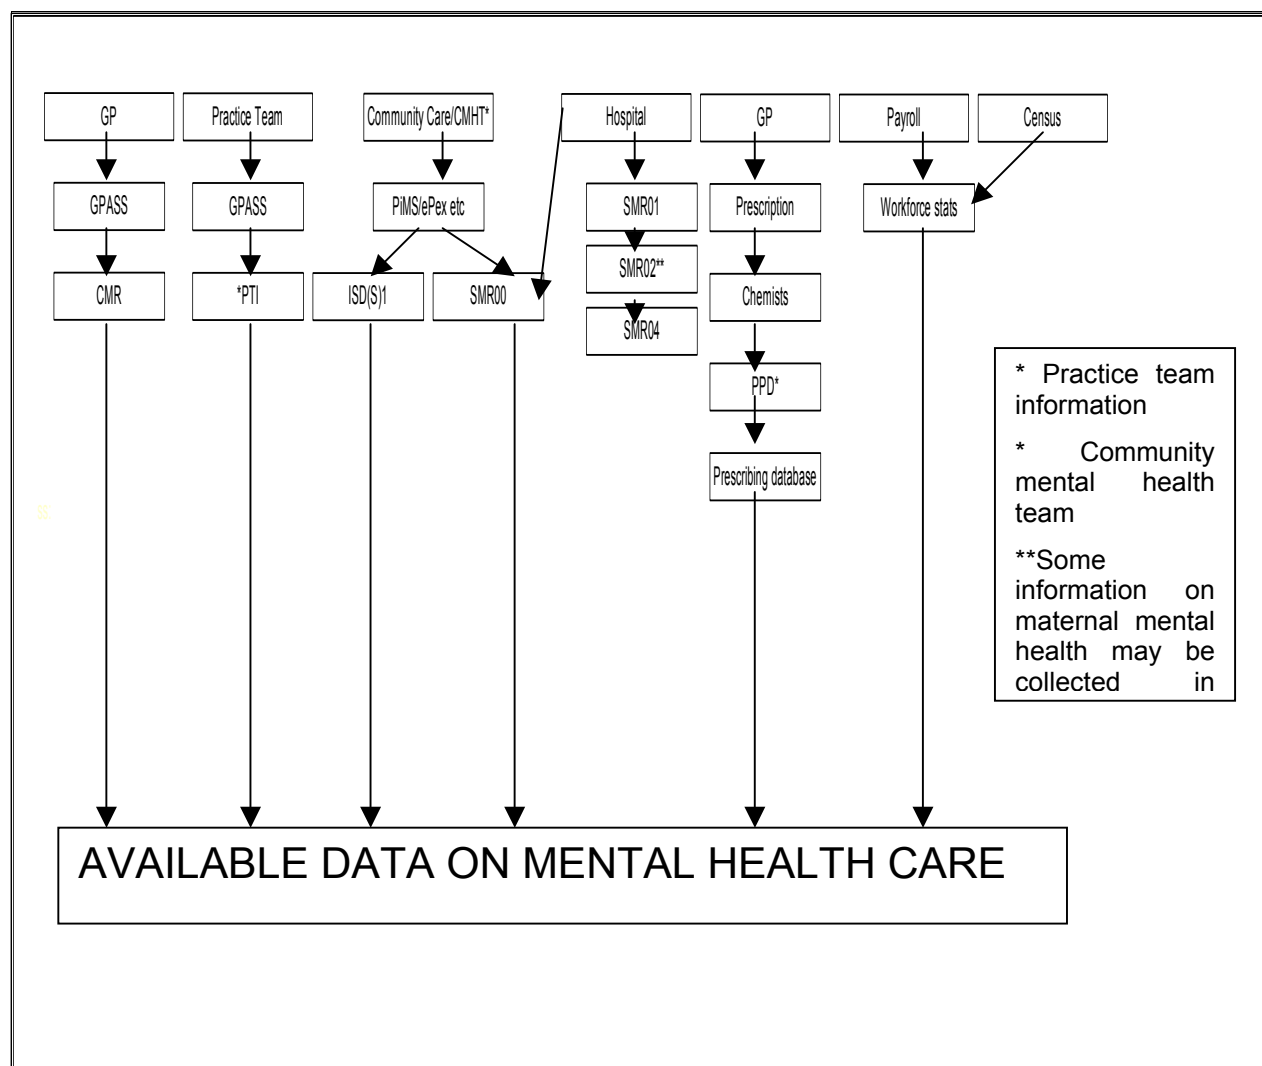 GP
Practice Team
Community Care/CMHT*
Hospital
GP
Payroll
Census
GPASS
GPASS
PiMS/ePex etc
SMR01
Prescription
Workforce stats
SMR02**
CMR
*PTI
ISD(S)1
SMR00
Chemists
SMR04
PPD*
Prescribing database
* Practice team
information
* Community
mental health
team
**Some
information on
maternal mental
health may be
collected in
AVAILABLE DATA ON MENTAL HEALTH CARE